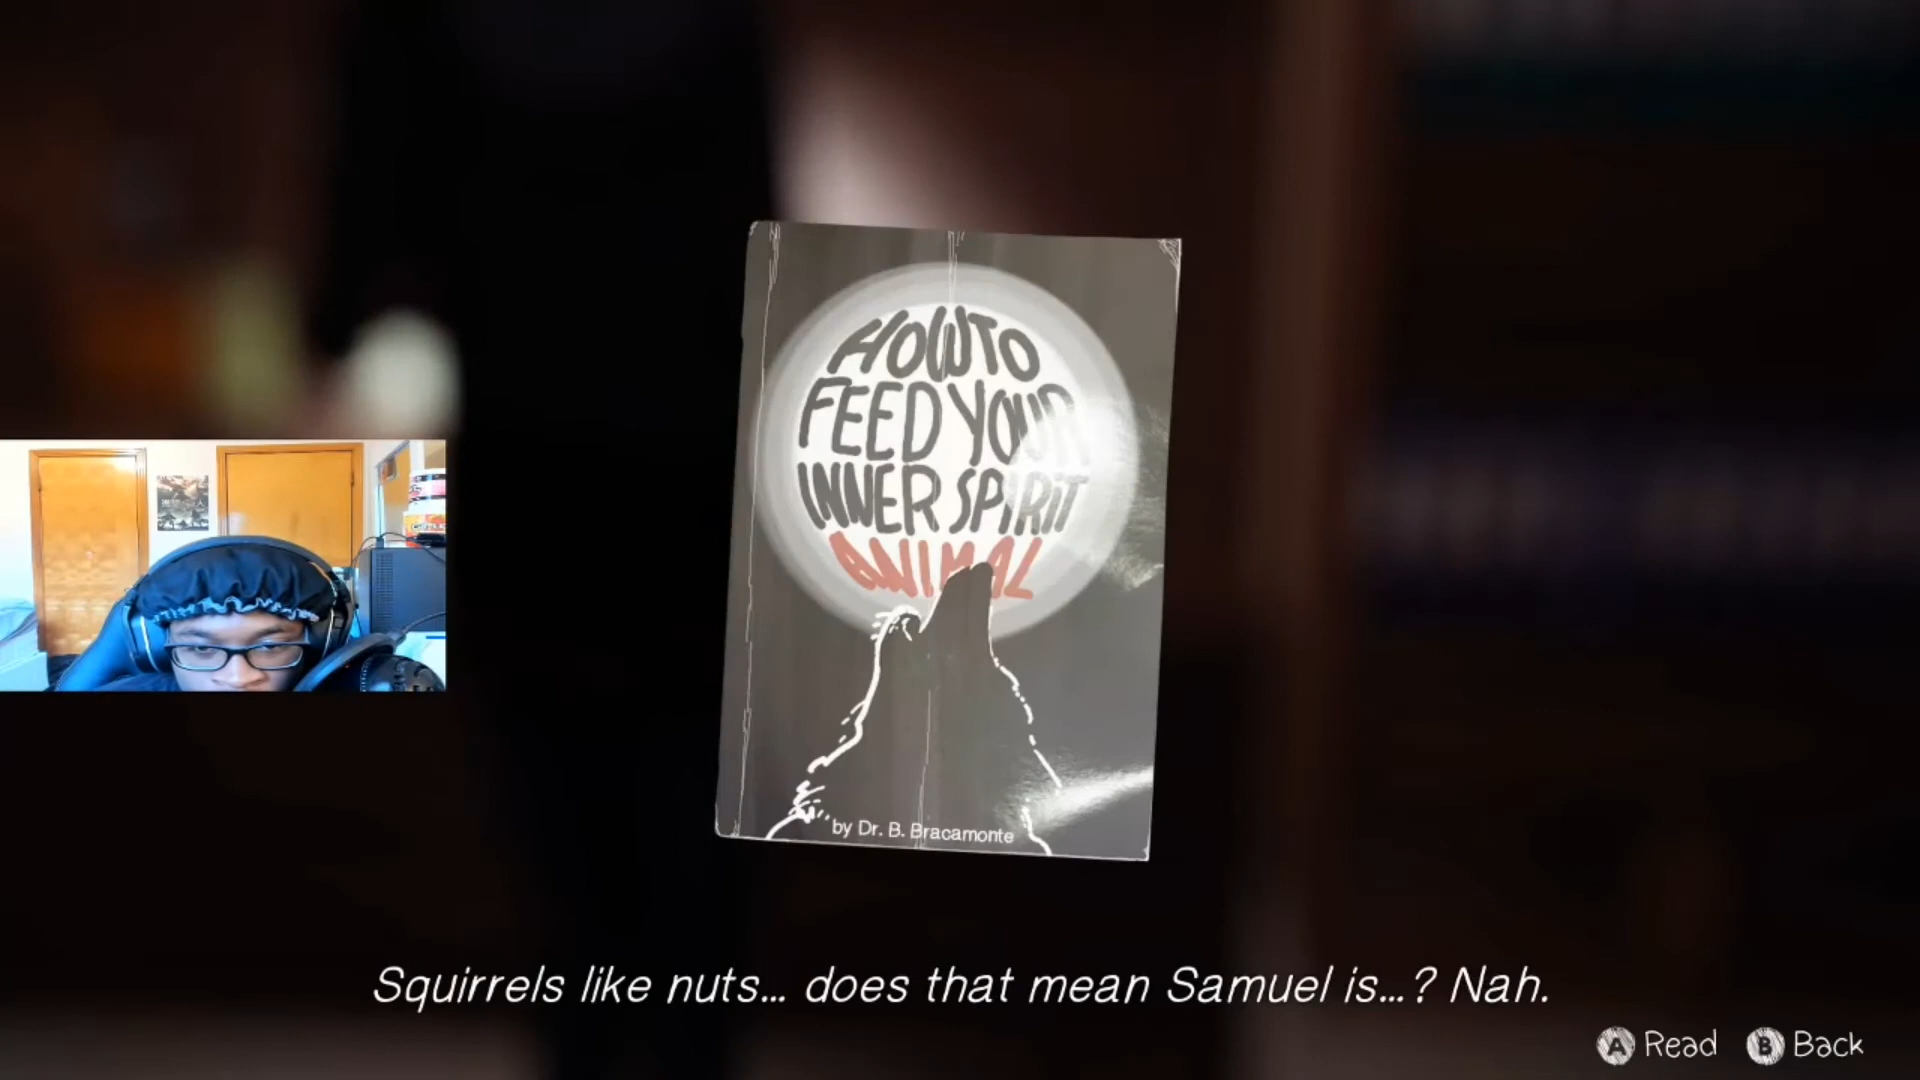 HOW TO
FEED YOUR
INNER SPIRIT
ANIMAL
by Dr. B. Bracamonte
Squirrels like nuts... does that mean Samuel is...? Nah.
A Read B Back